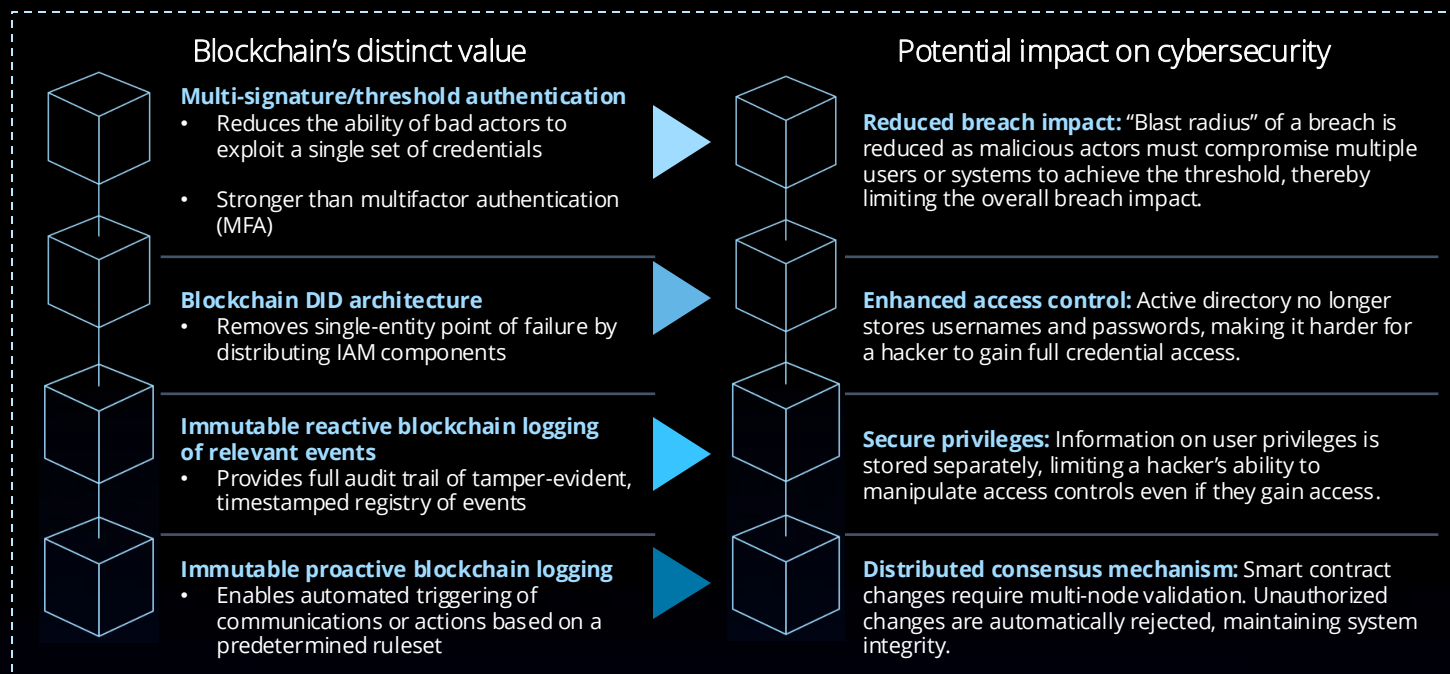 Blockchain's distinct value
Multi-signature/threshold authentication
• Reduces the ability of bad actors to
exploit a single set of credentials
• Stronger than multifactor authentication
(MFA)
Blockchain DID architecture
• Removes single-entity point of failure by
distributing IAM components
Immutable reactive blockchain logging
of relevant events
• Provides full audit trail of tamper-evident,
timestamped registry of events
Immutable proactive blockchain logging
• Enables automated triggering of
communications or actions based on a
predetermined ruleset
Potential impact on cybersecurity
Reduced breach impact: “Blast radius” of a breach is
reduced as malicious actors must compromise multiple
users or systems to achieve the threshold, thereby
limiting the overall breach impact.
Enhanced access control: Active directory no longer
stores usernames and passwords, making it harder for
a hacker to gain full credential access.
Secure privileges: Information on user privileges is
stored separately, limiting a hacker's ability to
manipulate access controls even if they gain access.
Distributed consensus mechanism: Smart contract
changes require multi-node validation. Unauthorized
changes are automatically rejected, maintaining system
integrity.